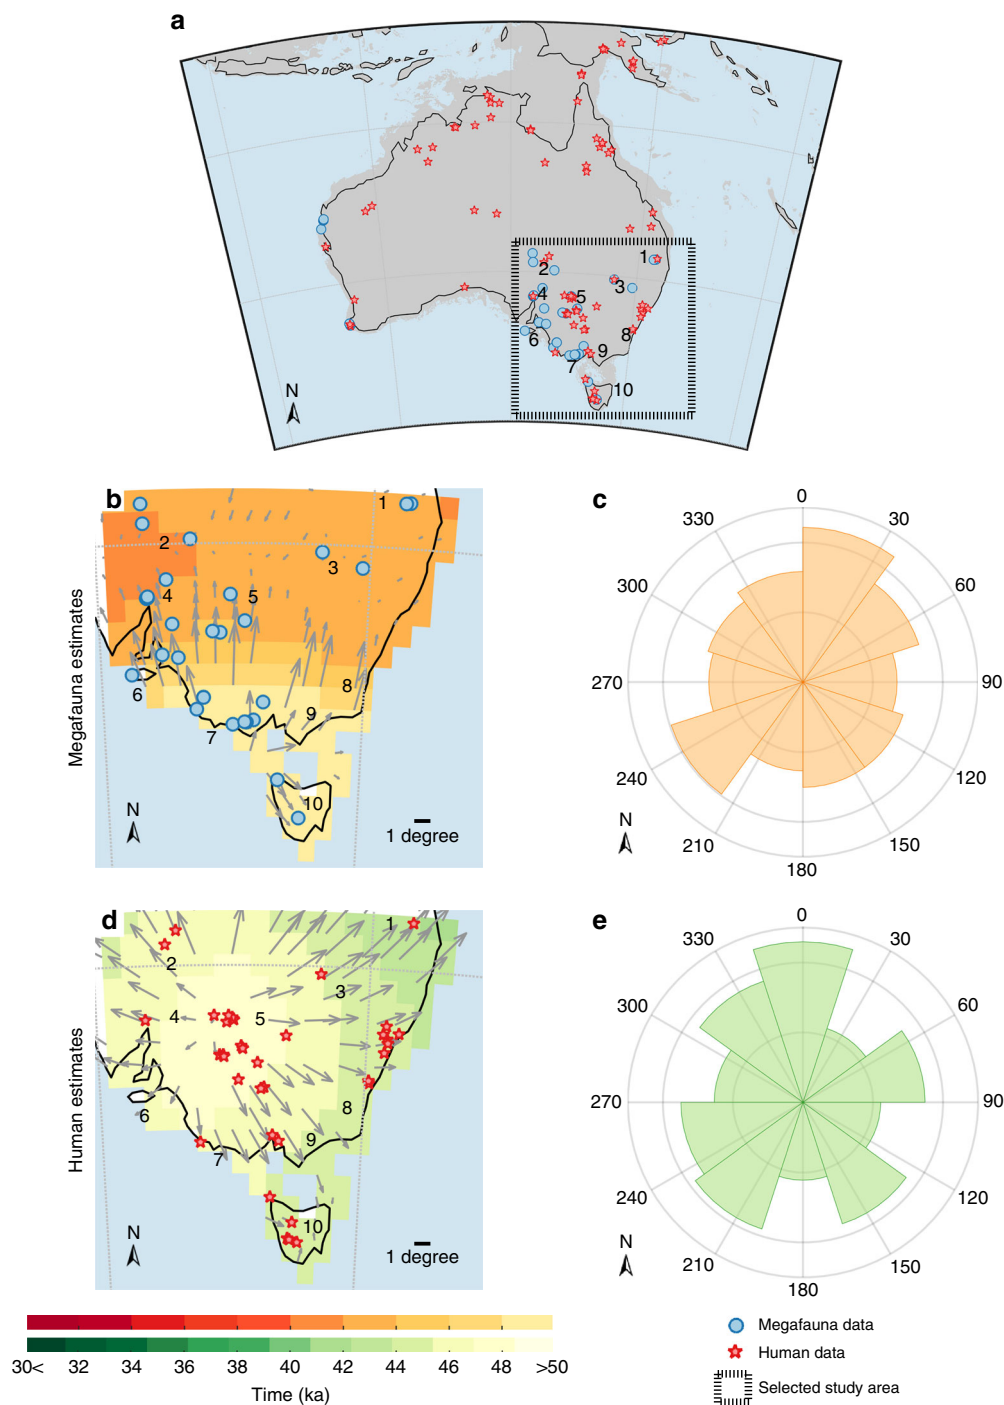 a
1
2
3
4
5
6
7
8
9
10
N
b
1
2
3
4
5
6
7
8
9
10
N
1 degree
Megafauna estimates
c
0
30
60
90
120
150
180
210
240
270
300
330
N
d
1
2
3
4
5
6
7
8
9
10
N
1 degree
Human estimates
e
0
30
60
90
120
150
180
210
240
270
300
330
N
30< 32 34 36 38 40 42 44 46 48 >50
Time (ka)
Megafauna data
Human data
Selected study area